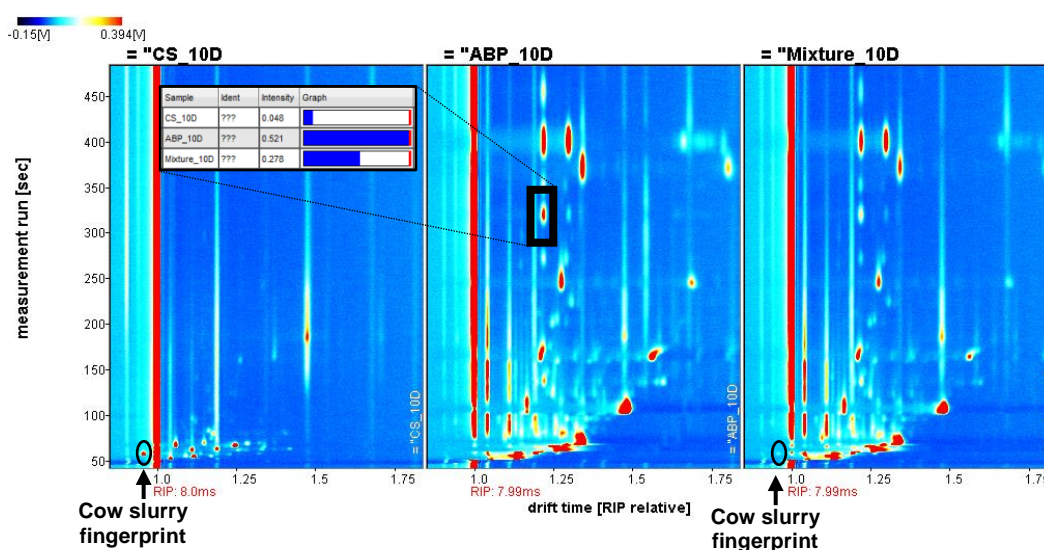 -0.15[V] 0.394[V]
= "CS_10D = "ABP_10D = "Mixture_10D
Sample Ident Intensity Graph
CS_10D ??? 0.048
ABP_10D ??? 0.521
Mixture_10D ??? 0.278
measurement run [sec]
450
400
350
300
250
200
150
100
50
= "CS_10D
= "ABP_10D
1.0 1.25 1.5 1.75 1.0 1.25 1.5 1.75 1.0 1.25 1.5 1.75
RIP: 8.0ms RIP: 7.99ms RIP: 7.99ms
drift time [RIP relative]
Cow slurry
fingerprint
Cow slurry
fingerprint